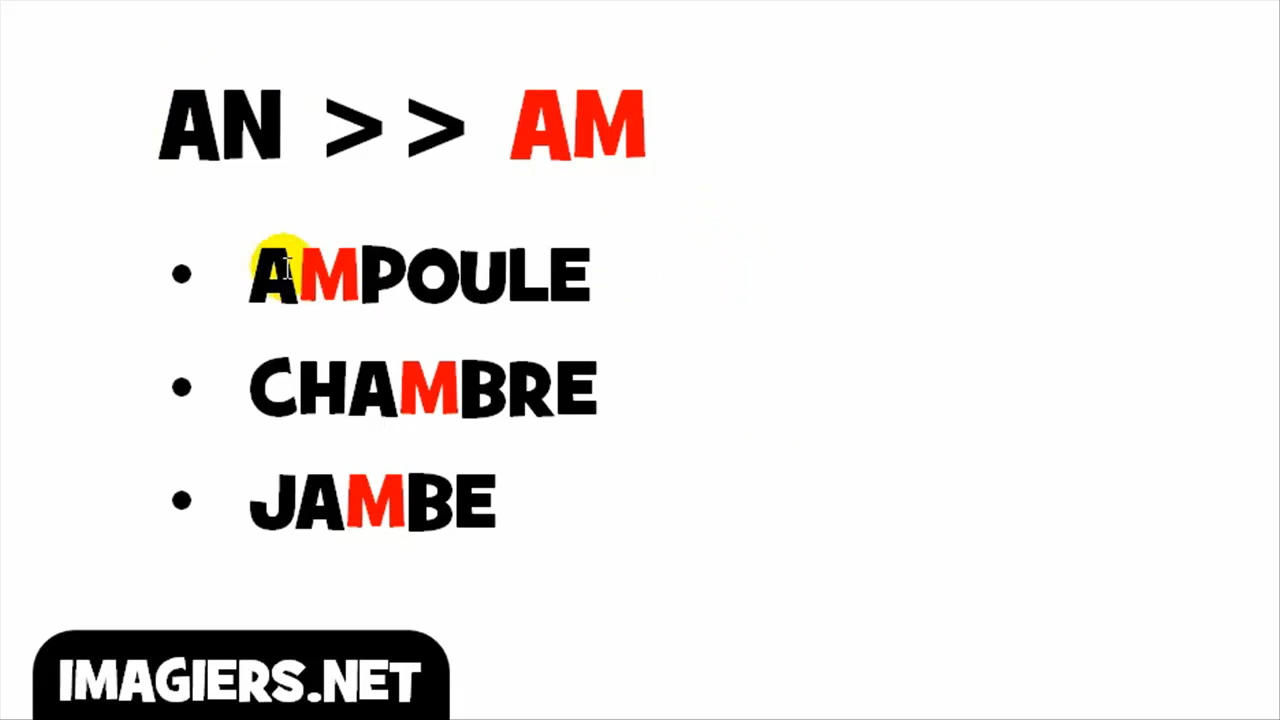 AN >> AM
• AMPOULE
• CHAMBRE
• JAMBE
IMAGIERS.NET